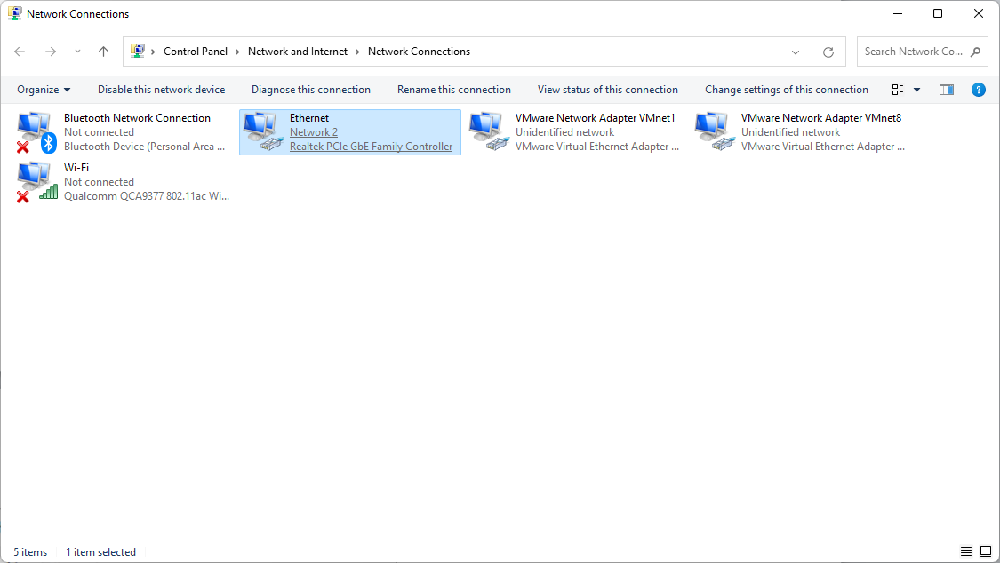 Network Connections
Control Panel > Network and Internet > Network Connections
Search Network Co...
Organize Disable this network device Diagnose this connection Rename this connection View status of this connection Change settings of this connection ?
Bluetooth Network Connection
Not connected
Bluetooth Device (Personal Area ...
Ethernet
Network 2
Realtek PCIe GbE Family Controller
VMware Network Adapter VMnet1
Unidentified network
VMware Virtual Ethernet Adapter ...
VMware Network Adapter VMnet8
Unidentified network
VMware Virtual Ethernet Adapter ...
Wi-Fi
Not connected
Qualcomm QCA9377 802.11ac Wi...
5 items 1 item selected